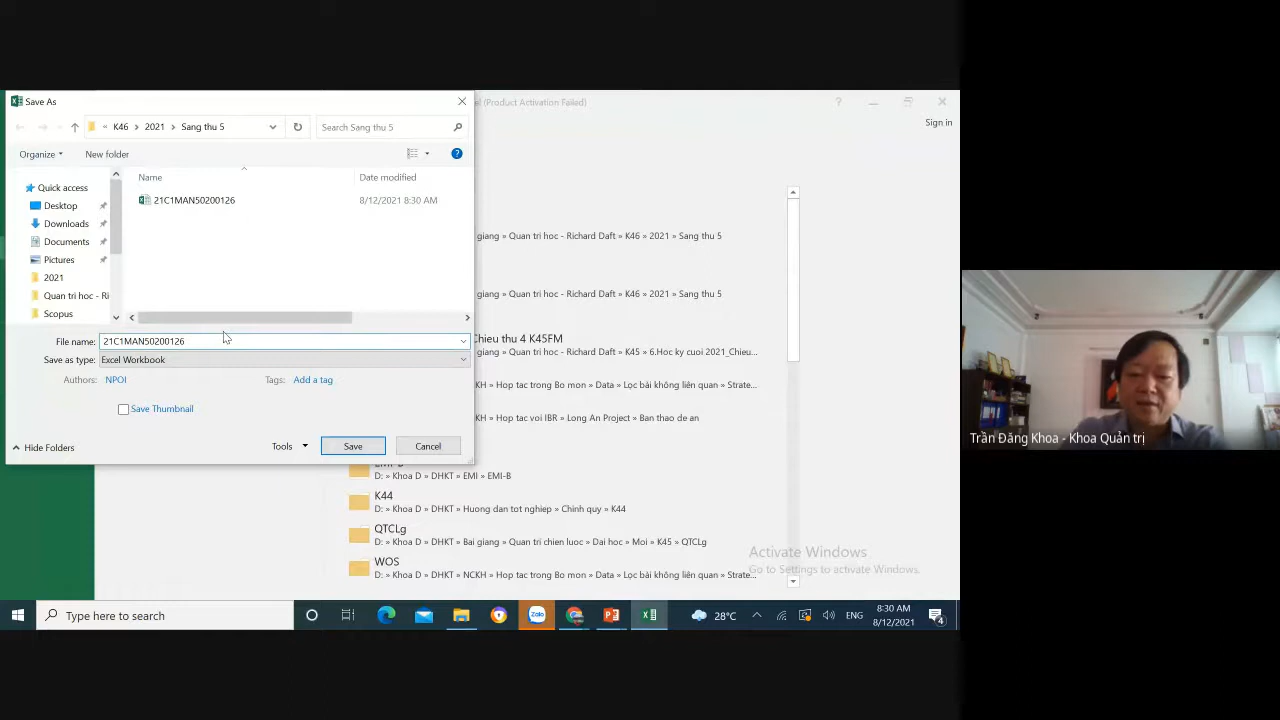 Save As
el (Product Activation Failed)
Sign in
« K46 › 2021 › Sang thu 5
Search Sang thu 5
Organize
New folder
Name
Date modified
21C1MAN50200126
8/12/2021 8:30 AM
Quick access
Desktop
Downloads
Documents
Pictures
2021
Quan tri hoc - Ri
Scopus
File name:
21C1MAN50200126
Save as type:
Excel Workbook
Authors:
NPOI
Tags:
Add a tag
Save Thumbnail
Hide Folders
Tools
Save
Cancel
giang » Quan tri hoc - Richard Daft » K46 » 2021 » Sang thu 5
giang » Quan tri hoc - Richard Daft » K46 » 2021 » Sang thu 5
Chieu thu 4 K45FM
giang » Quan tri hoc - Richard Daft » K45 » 6.Hoc ky cuoi 2021_Chieu...
KH » Hop tac trong Bo mon » Data » Lọc bài không liên quan » Strate...
KH » Hop tac voi IBR » Long An Project » Ban thao de an
EMI-B
D: » Khoa D » DHKT » EMI » EMI-B
K44
D: » Khoa D » DHKT » Huong dan tot nghiep » Chinh quy » K44
QTCLg
D: » Khoa D » DHKT » Bai giang » Quan tri chien luoc » Dai hoc » Moi » K45 » QTCLg
WOS
D: » Khoa D » DHKT » NCKH » Hop tac trong Bo mon » Data » Lọc bài không liên quan » Strate...
Activate Windows
Go to Settings to activate Windows.
Type here to search
Zalo
28°C
ENG
8:30 AM
8/12/2021
4
Trần Đăng Khoa - Khoa Quản trị